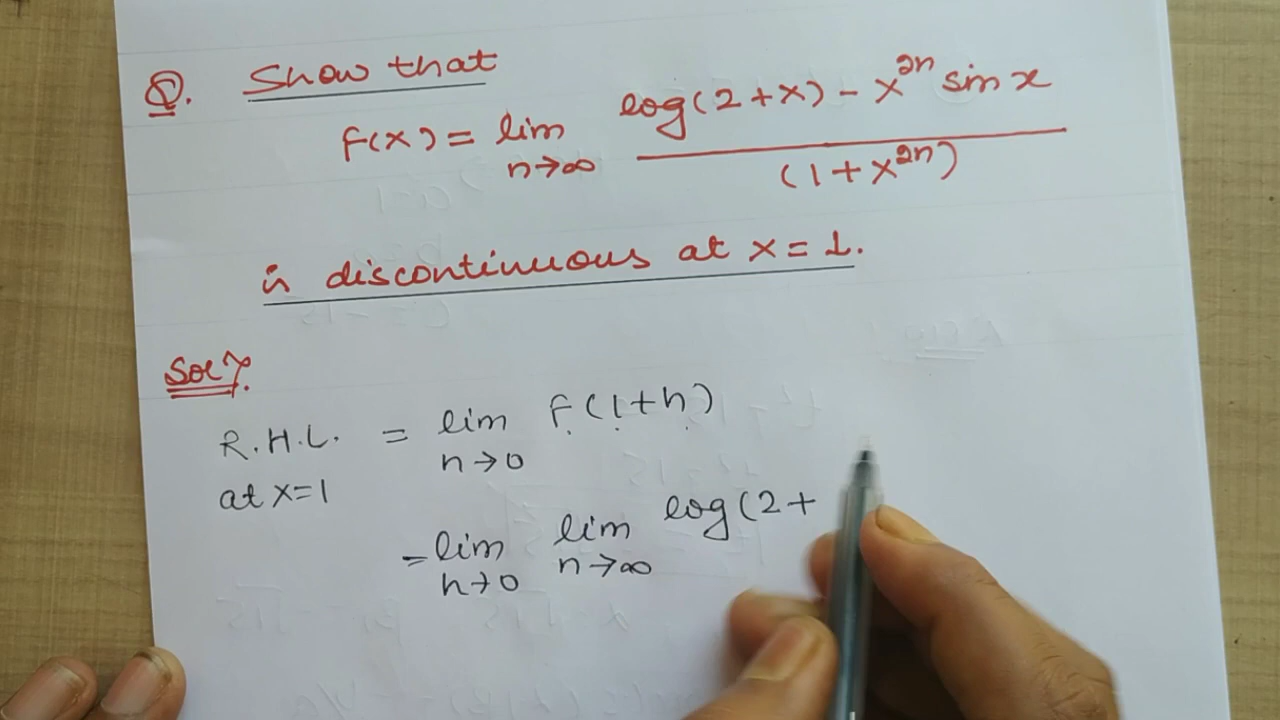 Q. Show that
f(x) = lim n→∞ log(2+x) - x^2n sin x / (1+x^2n)
is discontinuous at x = 1.
Soln.
R.H.L. at x=1 = lim h→0 f(1+h)
= lim h→0 lim n→∞ log(2+